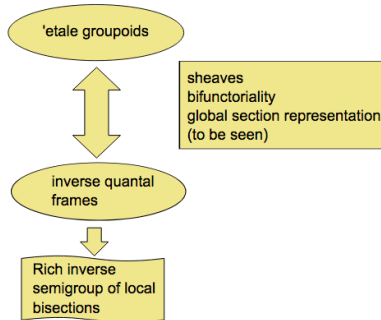 'etale groupoids
sheaves
bifunctoriality
global section representation
(to be seen)
inverse quantal
frames
Rich inverse
semigroup of local
bisections